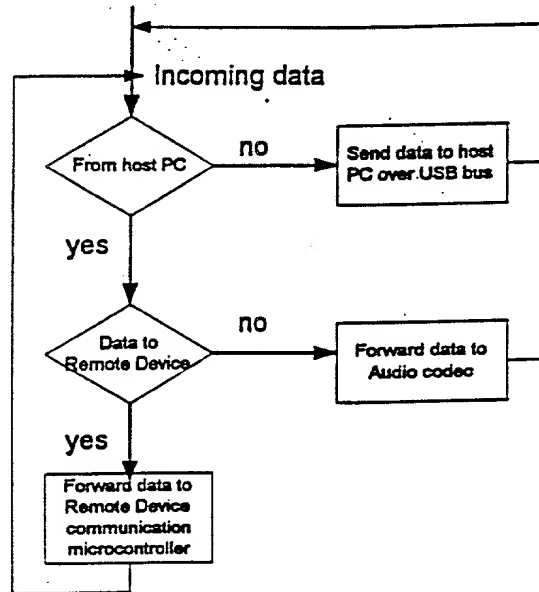 Incoming data
From host PC
no
Send data to host
PC over USB bus
yes
Data to
Remote Device
no
Forward data to
Audio codec
yes
Forward data to
Remote Device
communication
microcontroller